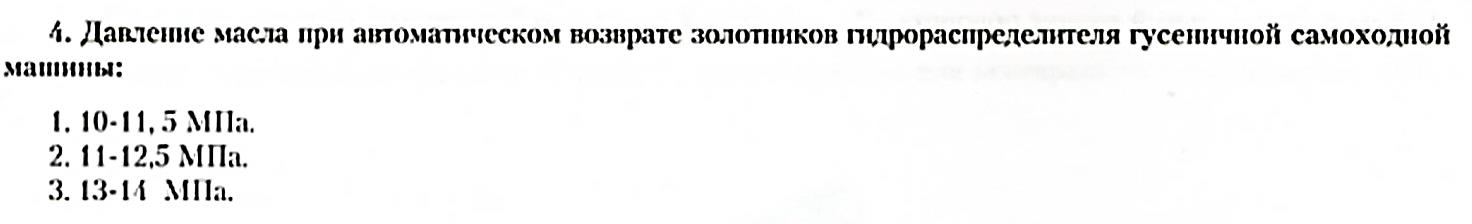 4. Давление масла при автоматическом возврате золотников гидрораспределителя гусеничной самоходной
машины:
1. 10-11, 5 МПа.
2. 11-12,5 МПа.
3. 13-14 МПа.